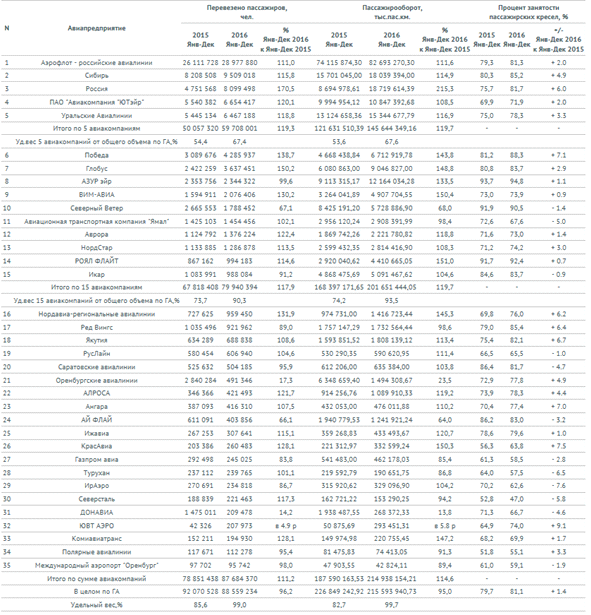 N Авиапредприятие Перевезено пассажиров, чел. Пассажирооборот, тыс.пас.км. Процент занятости пассажирских кресел, %
2015 Янв-Дек 2016 Янв-Дек % Янв-Дек 2016 к Янв-Дек 2015 2015 Янв-Дек 2016 Янв-Дек % Янв-Дек 2016 к Янв-Дек 2015 2015 Янв-Дек 2016 Янв-Дек +/- Янв-Дек 2016 к Янв-Дек 2015
1 Аэрофлот - российские авиалинии 26 111 728 28 977 880 111,0 74 115 874,30 82 693 270,30 111,6 79,3 81,3 + 2.0
2 Сибирь 8 208 508 9 509 018 115,8 15 701 045,00 18 039 394,00 114,9 80,3 85,2 + 4.9
3 Россия 4 751 568 8 099 498 170,5 8 694 978,61 18 719 614,39 215,3 75,7 81,7 + 6.0
4 ПАО "Авиакомпания "ЮТэйр" 5 540 382 6 654 417 120,1 9 994 954,12 10 847 392,68 108,5 69,9 71,9 + 2.0
5 Уральские Авиалинии 5 445 134 6 467 188 118,8 13 124 658,36 15 344 677,79 116,9 75,0 78,3 + 3.3
Итого по 5 авиакомпаниям 50 057 320 59 708 001 119,3 121 631 510,39 145 644 349,16 119,7 - - -
Уд.вес 5 авиакомпаний от общего объема по ГА,% 54,4 67,4 53,6 67,6
6 Победа 3 089 676 4 285 937 138,7 4 668 438,84 6 712 919,78 143,8 81,2 88,3 + 7.1
7 Глобус 2 422 259 3 637 451 150,2 6 080 863,00 9 046 827,00 148,8 80,8 83,7 + 2.9
8 АЗУР эйр 2 353 756 2 344 322 99,6 9 113 315,17 12 164 034,28 133,5 93,7 94,8 + 1.1
9 ВИМ-АВИА 1 594 911 2 076 406 130,2 3 264 041,89 4 907 704,55 150,4 73,0 73,9 + 0.9
10 Северный Ветер 2 665 553 1 788 452 67,1 8 425 191,20 5 728 886,90 68,0 91,9 90,5 - 1.4
11 Авиационная транспортная компания "Ямал" 1 425 103 1 454 456 102,1 2 956 120,24 2 908 391,99 98,4 72,6 67,6 - 5.0
12 Аврора 1 124 792 1 376 224 122,4 1 869 742,26 2 221 780,82 118,8 71,6 73,0 + 1.4
13 НордСтар 1 133 885 1 286 878 113,5 2 599 432,35 2 814 416,90 108,3 71,2 74,2 + 3.0
14 РОЯЛ ФЛАЙТ 867 162 994 183 114,6 2 920 040,62 4 410 665,05 151,0 91,7 92,4 + 0.7
15 Икар 1 083 991 988 084 91,2 4 868 475,69 5 091 467,62 104,6 84,6 83,7 - 0.9
Итого по 15 авиакомпаниям 67 818 408 79 940 394 117,9 168 397 171,65 201 651 444,05 119,7 - - -
Уд.вес 15 авиакомпаний от общего объема по ГА,% 73,7 90,3 74,2 93,5
16 Нордавиа-региональные авиалинии 727 625 959 450 131,9 974 731,00 1 416 723,44 145,3 69,8 76,0 + 6.2
17 Ред Вингс 1 035 496 921 962 89,0 1 757 147,29 1 732 564,44 98,6 79,0 85,4 + 6.4
18 Якутия 634 289 688 838 108,6 1 593 851,52 1 808 139,12 113,4 75,4 82,1 + 6.7
19 РусЛайн 580 454 606 940 104,6 530 290,35 590 620,95 111,4 66,5 65,5 - 1.0
20 Саратовские авиалинии 525 632 504 185 95,9 612 206,00 635 384,00 103,8 86,4 81,7 - 4.7
21 Оренбургские авиалинии 2 840 284 491 346 17,3 6 348 659,40 1 494 308,67 23,5 72,9 77,8 + 4.9
22 АЛРОСА 346 366 421 493 121,7 914 256,76 1 089 910,33 119,2 73,9 78,3 + 4.4
23 Ангара 387 093 416 310 107,5 432 053,00 476 011,88 110,2 70,4 77,4 + 7.0
24 АЙ ФЛАЙ 611 091 403 856 66,1 1 940 779,53 1 241 921,24 64,0 86,2 83,0 - 3.2
25 Ижавиа 267 253 307 641 115,1 359 268,83 433 493,67 120,7 78,6 79,6 + 1.0
26 КрасАвиа 203 386 260 483 128,1 221 312,97 332 599,24 150,3 56,3 63,8 + 7.5
27 Газпром авиа 292 498 245 025 83,8 541 483,00 462 178,03 85,4 61,3 58,5 - 2.8
28 Турухан 237 112 239 765 101,1 219 592,79 190 651,75 86,8 64,0 57,5 - 6.5
29 ИрАэро 270 691 234 818 86,7 315 920,62 329 096,90 104,2 70,2 62,6 - 7.6
30 Северсталь 188 839 221 463 117,3 162 721,22 153 290,25 94,2 52,8 47,0 - 5.8
31 ДОНАВИА 1 475 011 209 478 14,2 1 938 487,55 268 372,33 13,8 71,3 66,7 - 4.6
32 ЮВТ АЭРО 42 326 207 973 в 4.9 р 50 875,69 293 451,31 в 5.8 р 64,9 74,0 + 9.1
33 Комиавиатранс 152 211 194 930 128,1 149 974,98 220 755,45 147,2 68,2 69,9 + 1.7
34 Полярные авиалинии 117 671 112 278 95,4 81 475,83 74 413,05 91,3 51,8 55,1 + 3.3
35 Международный аэропорт "Оренбург" 97 702 95 742 98,0 47 903,55 42 824,11 89,4 61,0 59,1 - 1.9
Итого по сумме авиакомпаний 78 851 438 87 684 370 111,2 187 590 163,53 214 938 154,21 114,6 - - -
В целом по ГА 92 070 528 88 559 234 96,2 226 849 242,92 215 593 940,73 95,0 79,7 81,1 + 1.4
Удельный вес,% 85,6 99,0 82,7 99,7